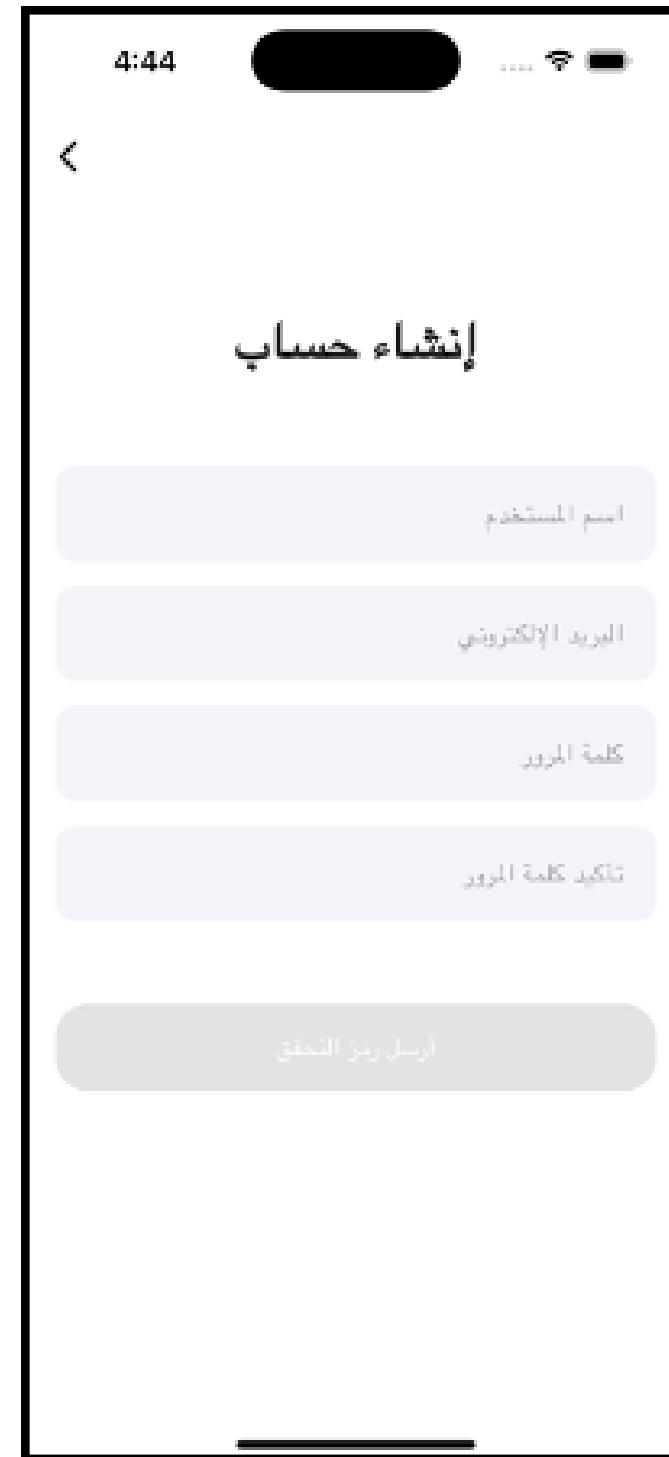 4:44
إنشاء حساب
اسم المستخدم
البريد الإلكتروني
كلمة المرور
تأكيد كلمة المرور
أرسل رمز التحقق